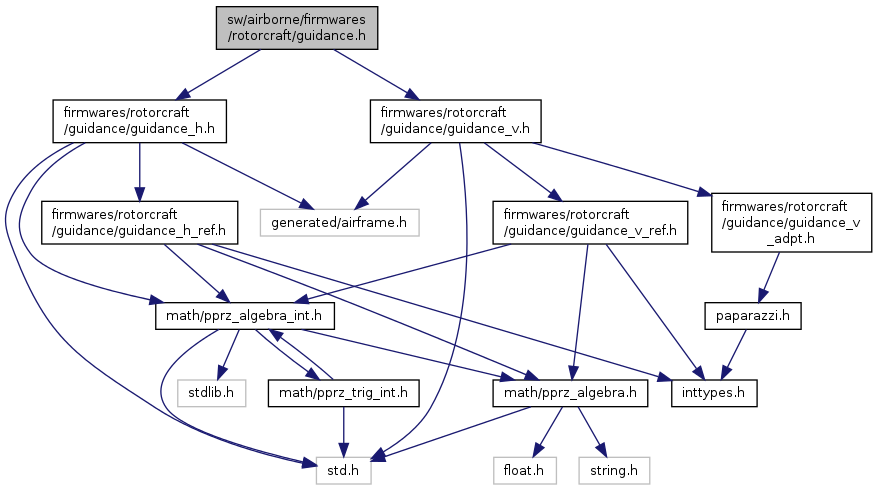 sw/airborne/firmwares
/rotorcraft/guidance.h
firmwares/rotorcraft
/guidance/guidance_h.h
firmwares/rotorcraft
/guidance/guidance_v.h
firmwares/rotorcraft
/guidance/guidance_h_ref.h
generated/airframe.h
firmwares/rotorcraft
/guidance/guidance_v_ref.h
firmwares/rotorcraft
/guidance/guidance_v
_adpt.h
math/pprz_algebra_int.h
paparazzi.h
stdlib.h
math/pprz_trig_int.h
math/pprz_algebra.h
inttypes.h
std.h
float.h
string.h